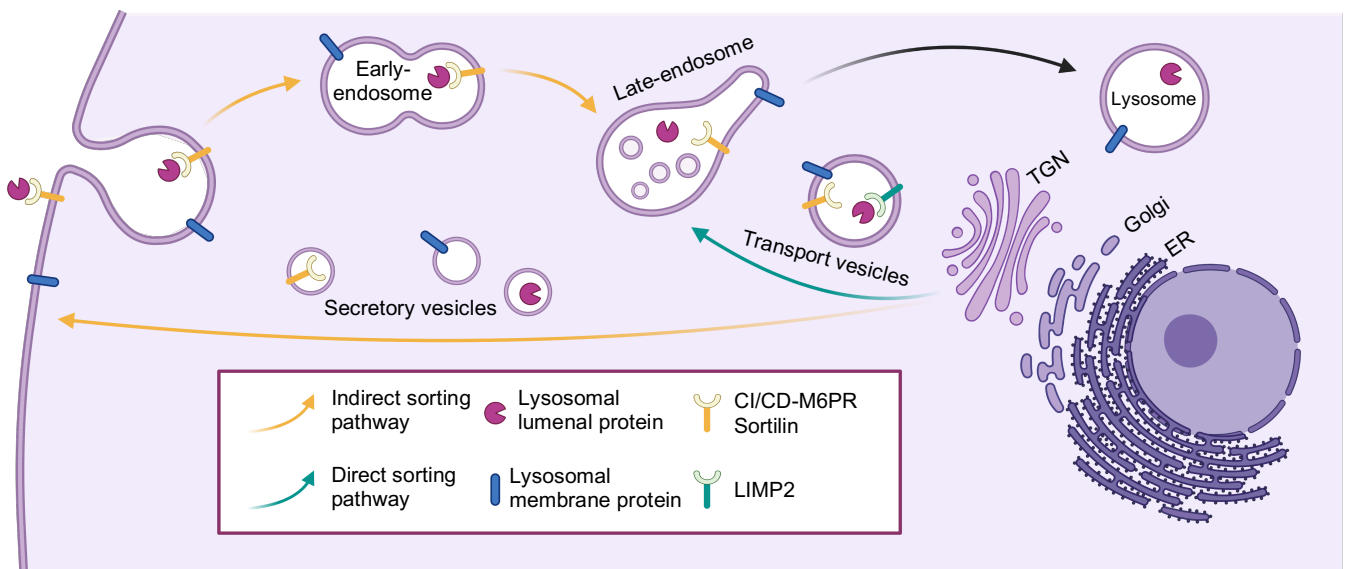 Early-
endosome
Late-endosome
Lysosome
TGN
Golgi
ER
Transport vesicles
Secretory vesicles
Indirect sorting
pathway
Lysosomal
lumenal protein
CI/CD-M6PR
Sortilin
Direct sorting
pathway
Lysosomal
membrane protein
LIMP2